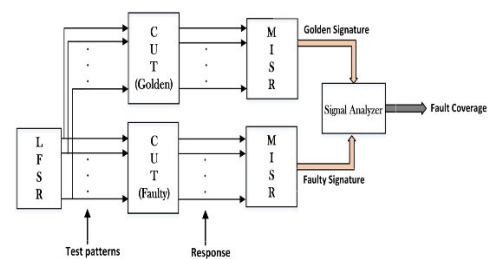 C
U
T
(Golden)
M
I
S
R
Golden Signature
Signal Analyzer
Fault Coverage
L
F
S
R
C
U
T
(Faulty)
M
I
S
R
Faulty Signature
Test patterns
Response